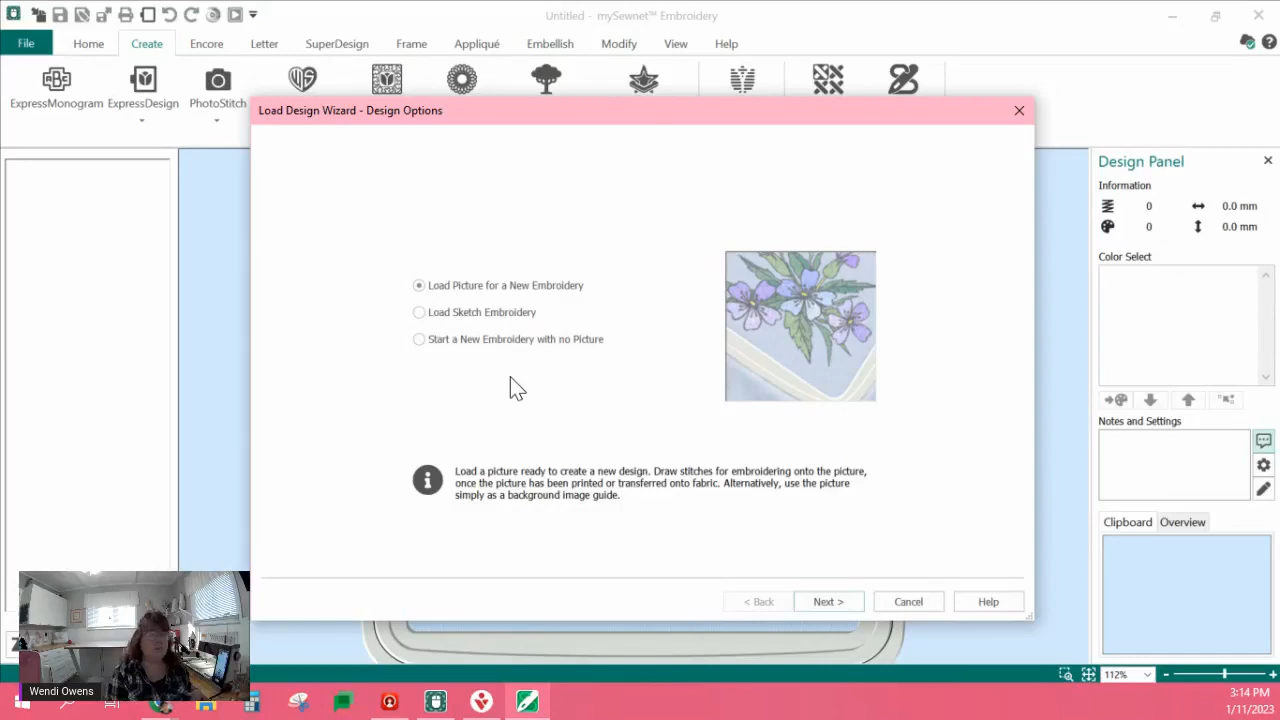 Untitled - mySewnet™ Embroidery
File Home Create Encore Letter SuperDesign Frame Appliqué Embellish Modify View Help
ExpressMonogram ExpressDesign PhotoStitch
Load Design Wizard - Design Options
Load Picture for a New Embroidery
Load Sketch Embroidery
Start a New Embroidery with no Picture
Load a picture ready to create a new design. Draw stitches for embroidering onto the picture,
once the picture has been printed or transferred onto fabric. Alternatively, use the picture
simply as a background image guide.
< Back Next > Cancel Help
Design Panel
Information
0 0.0 mm
0 0.0 mm
Color Select
Notes and Settings
Clipboard Overview
112%
Wendi Owens
3:14 PM
1/11/2023